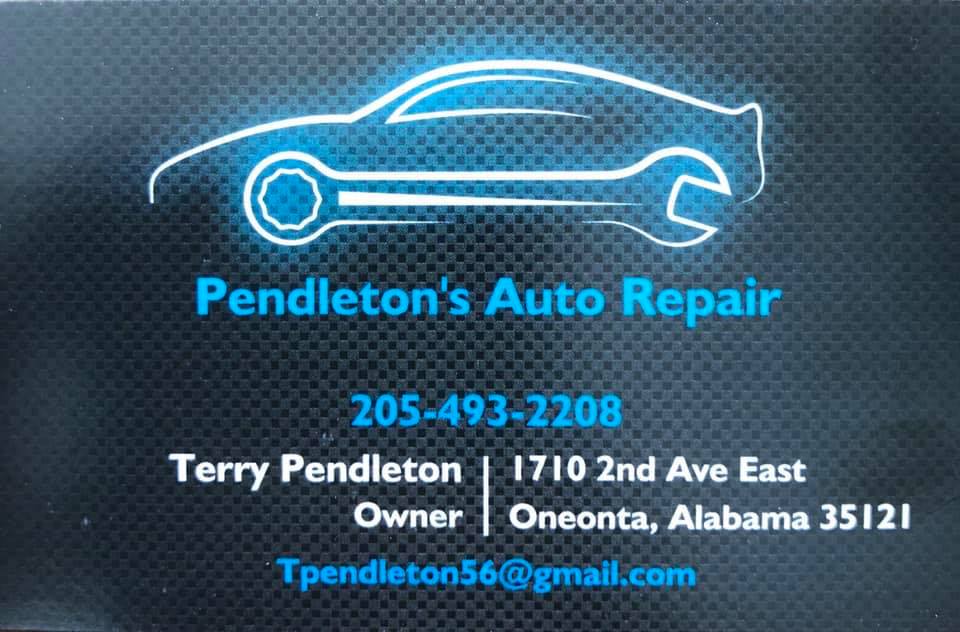 Pendleton's Auto Repair
205-493-2208
Terry Pendleton
Owner
1710 2nd Ave East
Oneonta, Alabama 35121
Tpendleton56@gmail.com